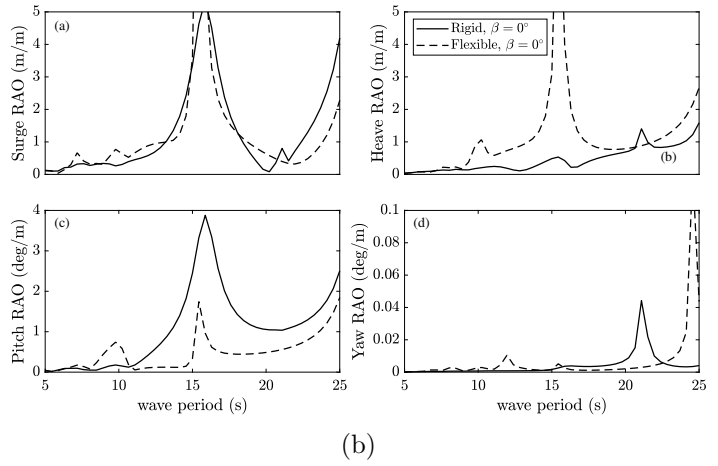 (a)
Surge RAO (m/m)
0
1
2
3
4
5
Rigid, β = 0°
Flexible, β = 0°
(b)
Heave RAO (m/m)
0
1
2
3
4
5
(c)
Pitch RAO (deg/m)
0
1
2
3
4
5 10 15 20 25
wave period (s)
(d)
Yaw RAO (deg/m)
0
0.02
0.04
0.06
0.08
0.1
5 10 15 20 25
wave period (s)
(b)